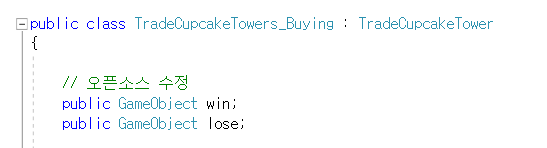 public class TradeCupcakeTowers_Buying : TradeCupcakeTower
{
// 오픈소스 수정
public GameObject win;
public GameObject lose;